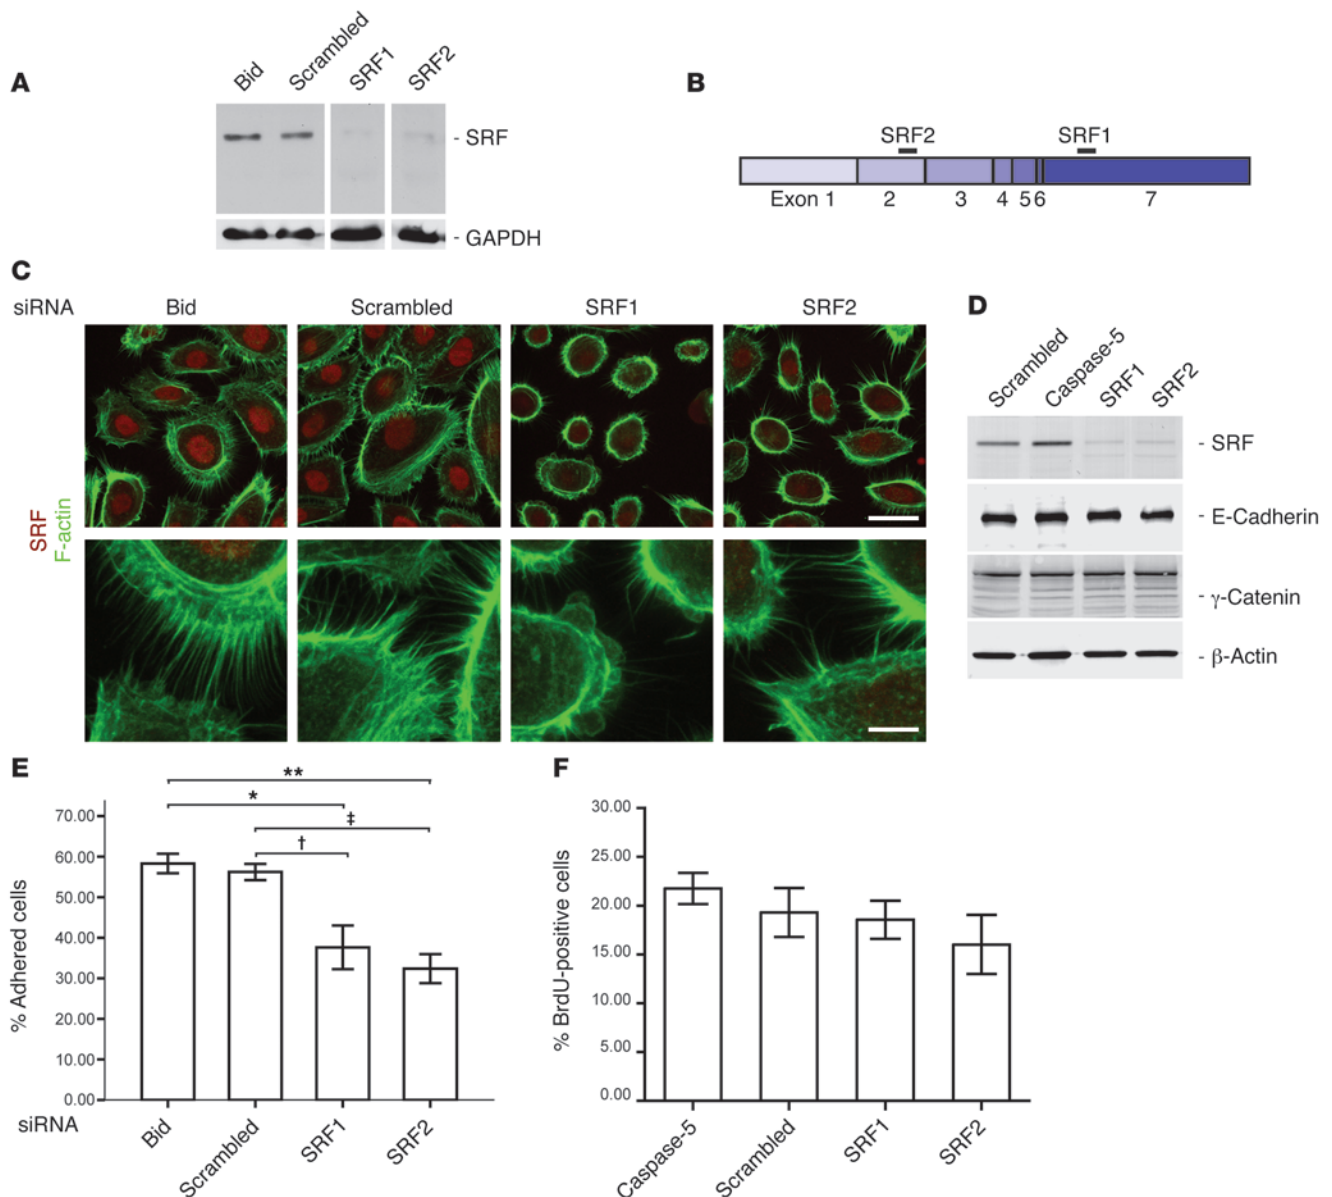 A
Bid Scrambled SRF1 SRF2
- SRF
- GAPDH
B
SRF2 SRF1
Exon 1 2 3 4 5 6 7
C
siRNA Bid Scrambled SRF1 SRF2
SRF
F-actin
D
Scrambled Caspase-5 SRF1 SRF2
- SRF
- E-Cadherin
- γ-Catenin
- β-Actin
E
**
*
‡
†
% Adhered cells
70.00
60.00
50.00
40.00
30.00
20.00
10.00
0.00
siRNA
Bid Scrambled SRF1 SRF2
F
% BrdU-positive cells
30.00
25.00
20.00
15.00
10.00
5.00
0.00
Caspase-5 Scrambled SRF1 SRF2